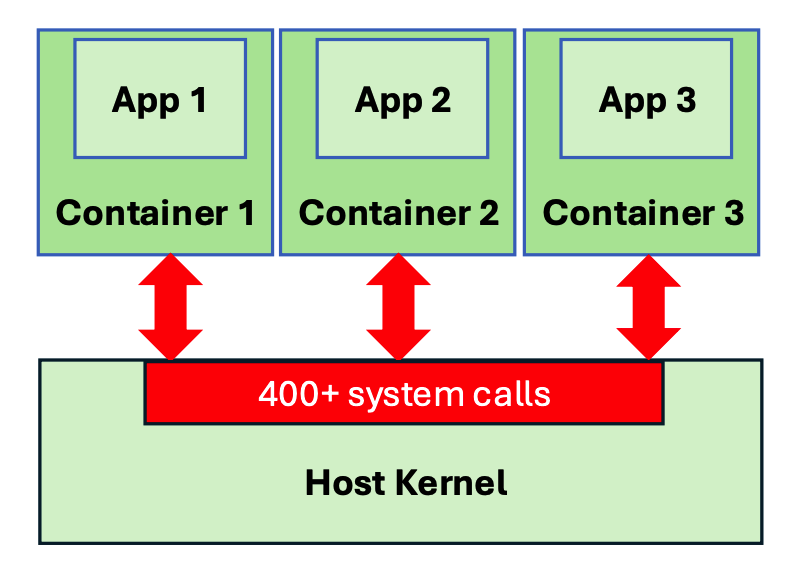 App 1
App 2
App 3
Container 1
Container 2
Container 3
400+ system calls
Host Kernel